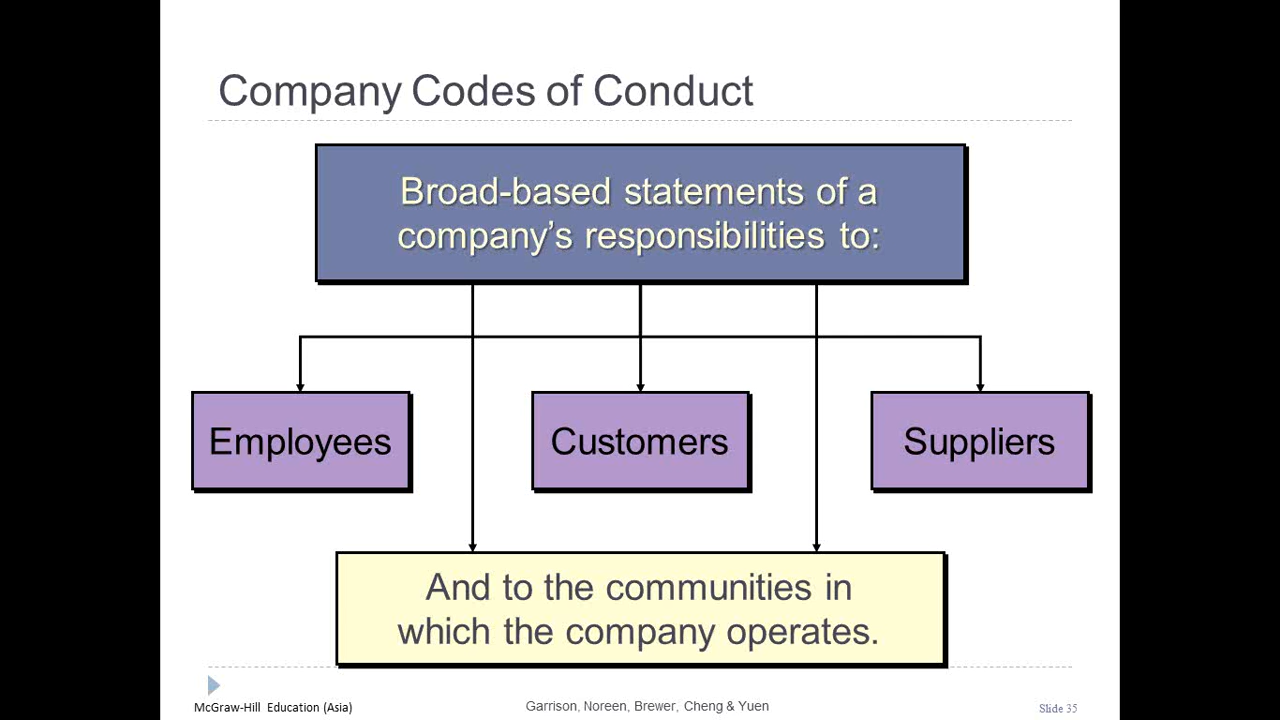 Company Codes of Conduct
Broad-based statements of a
company’s responsibilities to:
Employees
Customers
Suppliers
And to the communities in
which the company operates.
McGraw-Hill Education (Asia)
Garrison, Noreen, Brewer, Cheng & Yuen
Slide 35